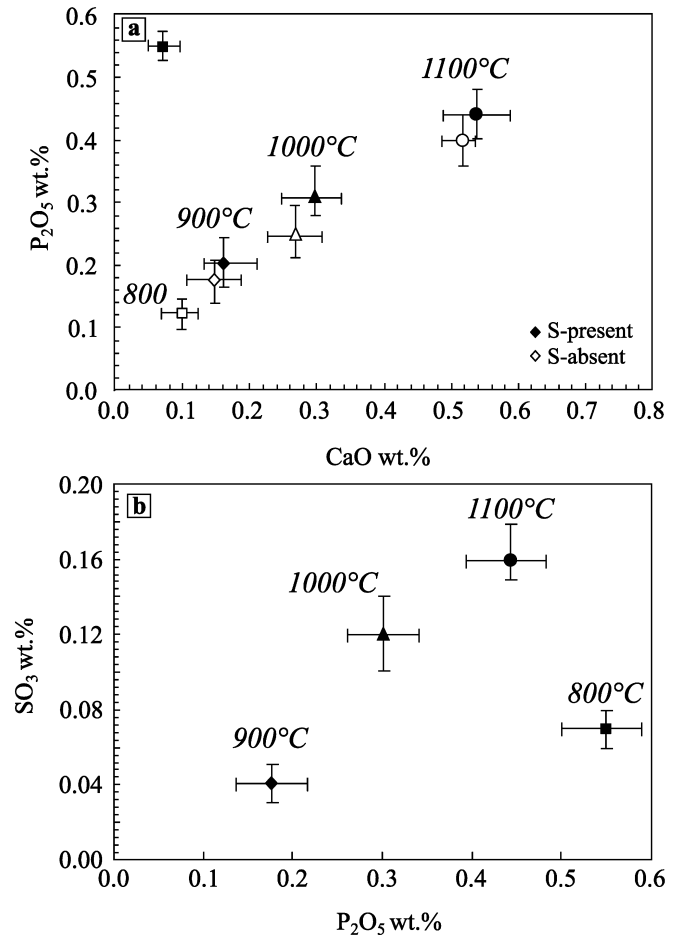 a
0.6
0.5
0.4
0.3
0.2
0.1
0.0
P₂O₅ wt.%
1100°C
1000°C
900°C
800
S-present
S-absent
0.0 0.1 0.2 0.3 0.4 0.5 0.6 0.7 0.8
CaO wt.%
b
0.20
0.16
0.12
0.08
0.04
0.00
SO₃ wt.%
1100°C
1000°C
800°C
900°C
0.0 0.1 0.2 0.3 0.4 0.5 0.6
P₂O₅ wt.%